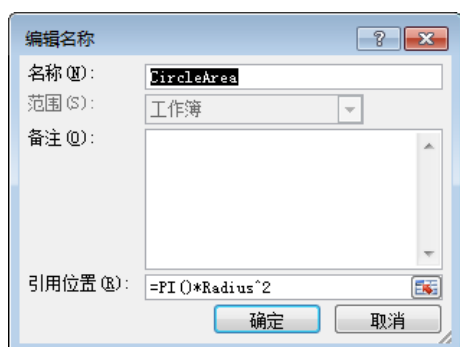 编辑名称
名称(N):
CircleArea
范围(S):
工作簿
备注(O):
引用位置(R):
=PI()*Radius^2
确定
取消